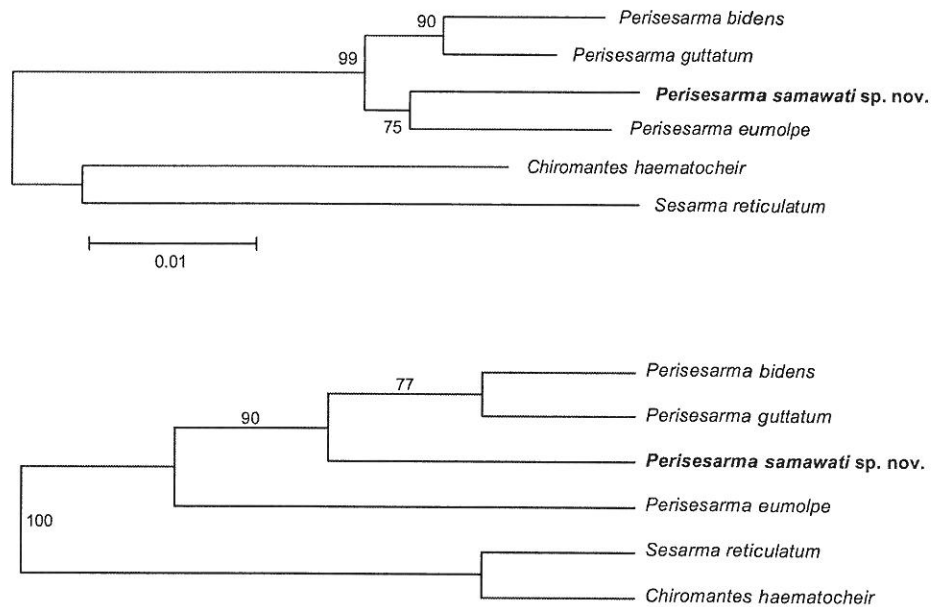 90
Perisesarma bidens
Perisesarma guttatum
99
Perisesarma samawati sp. nov.
75
Perisesarma eumolpe
Chiromantes haematocheir
Sesarma reticulatum
0.01
Perisesarma bidens
77
Perisesarma guttatum
90
Perisesarma samawati sp. nov.
Perisesarma eumolpe
100
Sesarma reticulatum
Chiromantes haematocheir